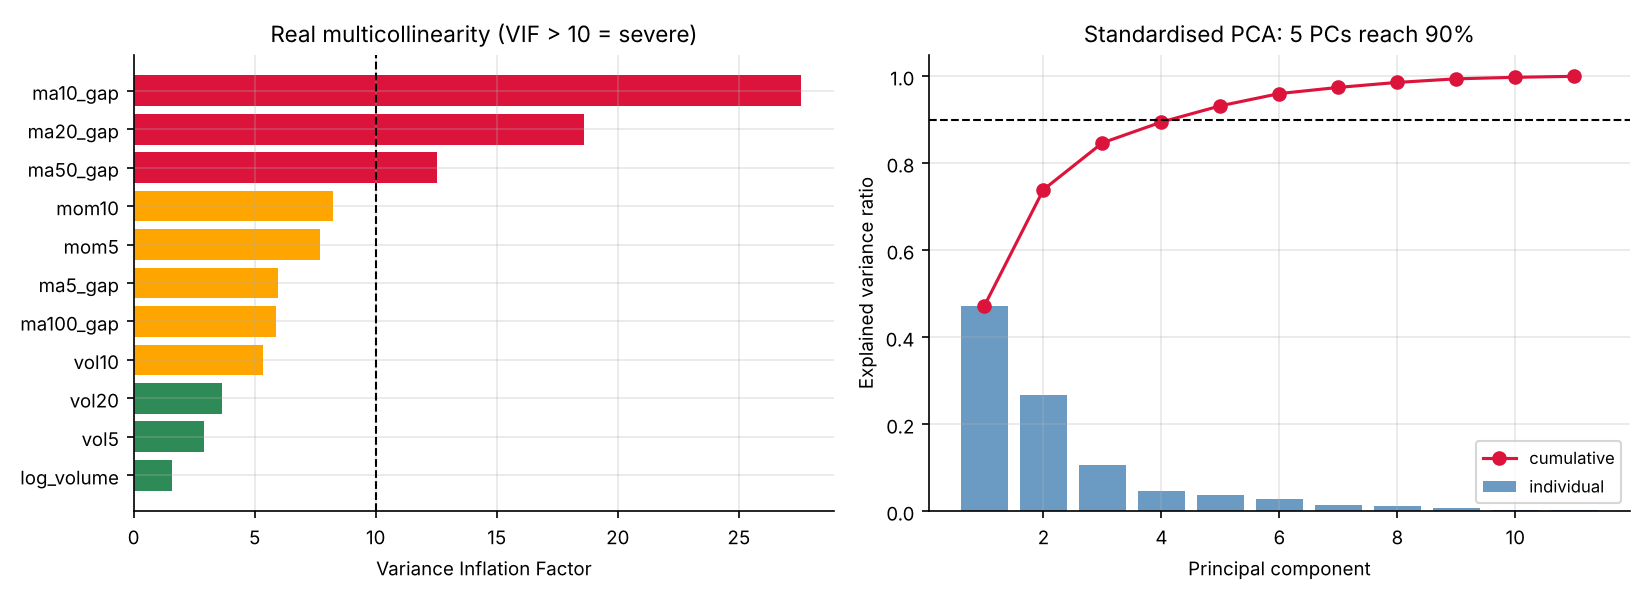 Real multicollinearity (VIF > 10 = severe)
ma10_gap
ma20_gap
ma50_gap
mom10
mom5
ma5_gap
ma100_gap
vol10
vol20
vol5
log_volume
0 5 10 15 20 25
Variance Inflation Factor
Standardised PCA: 5 PCs reach 90%
Explained variance ratio
1.0
0.8
0.6
0.4
0.2
0.0
cumulative
individual
2 4 6 8 10
Principal component